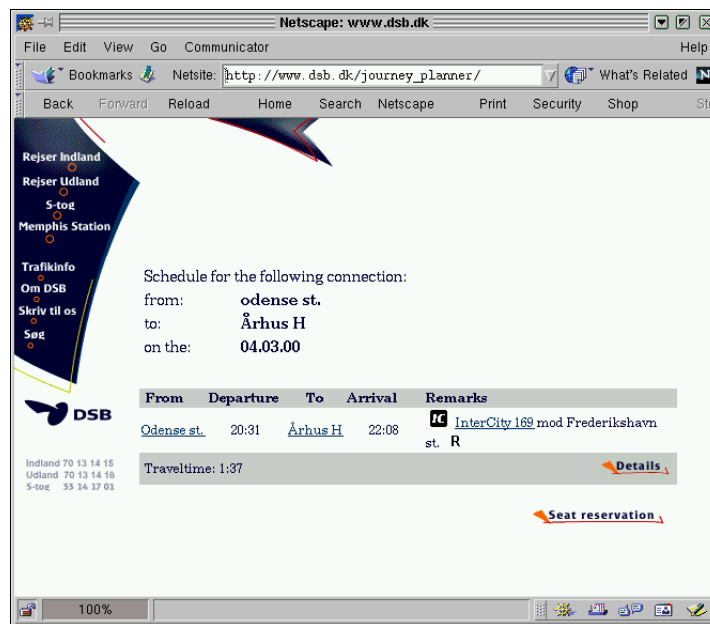 Netscape: www.dsb.dk
File Edit View Go Communicator Help
Bookmarks Netsite: http://www.dsb.dk/journey_planner/ What's Related N
Back Forward Reload Home Search Netscape Print Security Shop St
Rejser Indland
Rejser Udland
S-tog
Memphis Station
Trafikinfo
Om DSB
Skriv til os
Søg
Schedule for the following connection:
from: odense st.
to: Århus H
on the: 04.03.00
From Departure To Arrival Remarks
Odense st. 20:31 Århus H 22:08 IC InterCity 169 mod Frederikshavn
st. R
Traveltime: 1:37 Details
Seat reservation
DSB
Indland 70 13 14 15
Udland 70 13 14 16
S-tog 33 14 17 01
100%